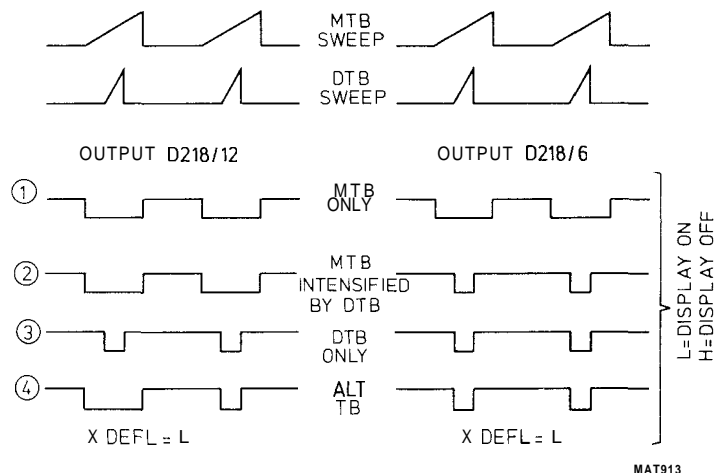 MTB
SWEEP
DTB
SWEEP
OUTPUT D218/12
OUTPUT D218/6
1
MTB
ONLY
2
MTB
INTENSIFIED
BY DTB
3
DTB
ONLY
4
ALT
TB
X DEFL = L
X DEFL = L
L=DISPLAY ON
H=DISPLAY OFF
MAT913